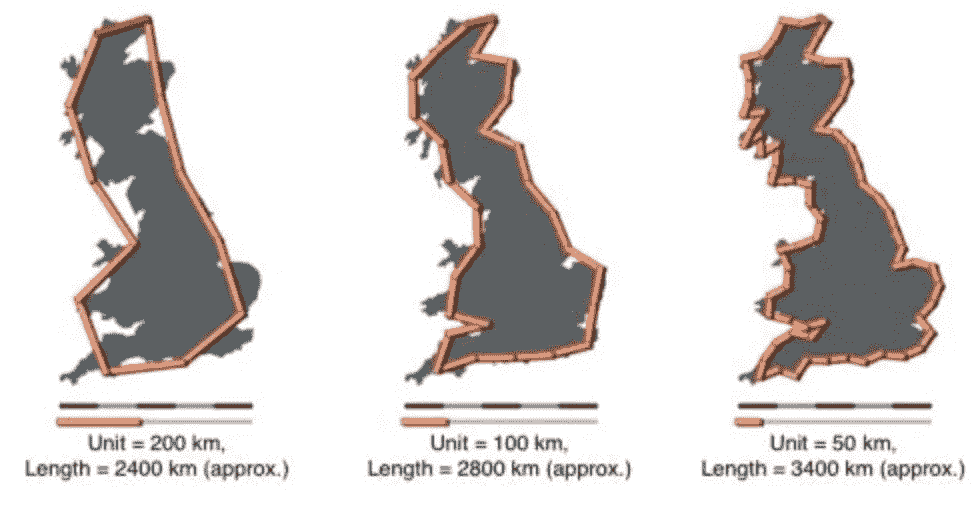 Unit = 200 km,
Length = 2400 km (approx.)
Unit = 100 km,
Length = 2800 km (approx.)
Unit = 50 km,
Length = 3400 km (approx.)